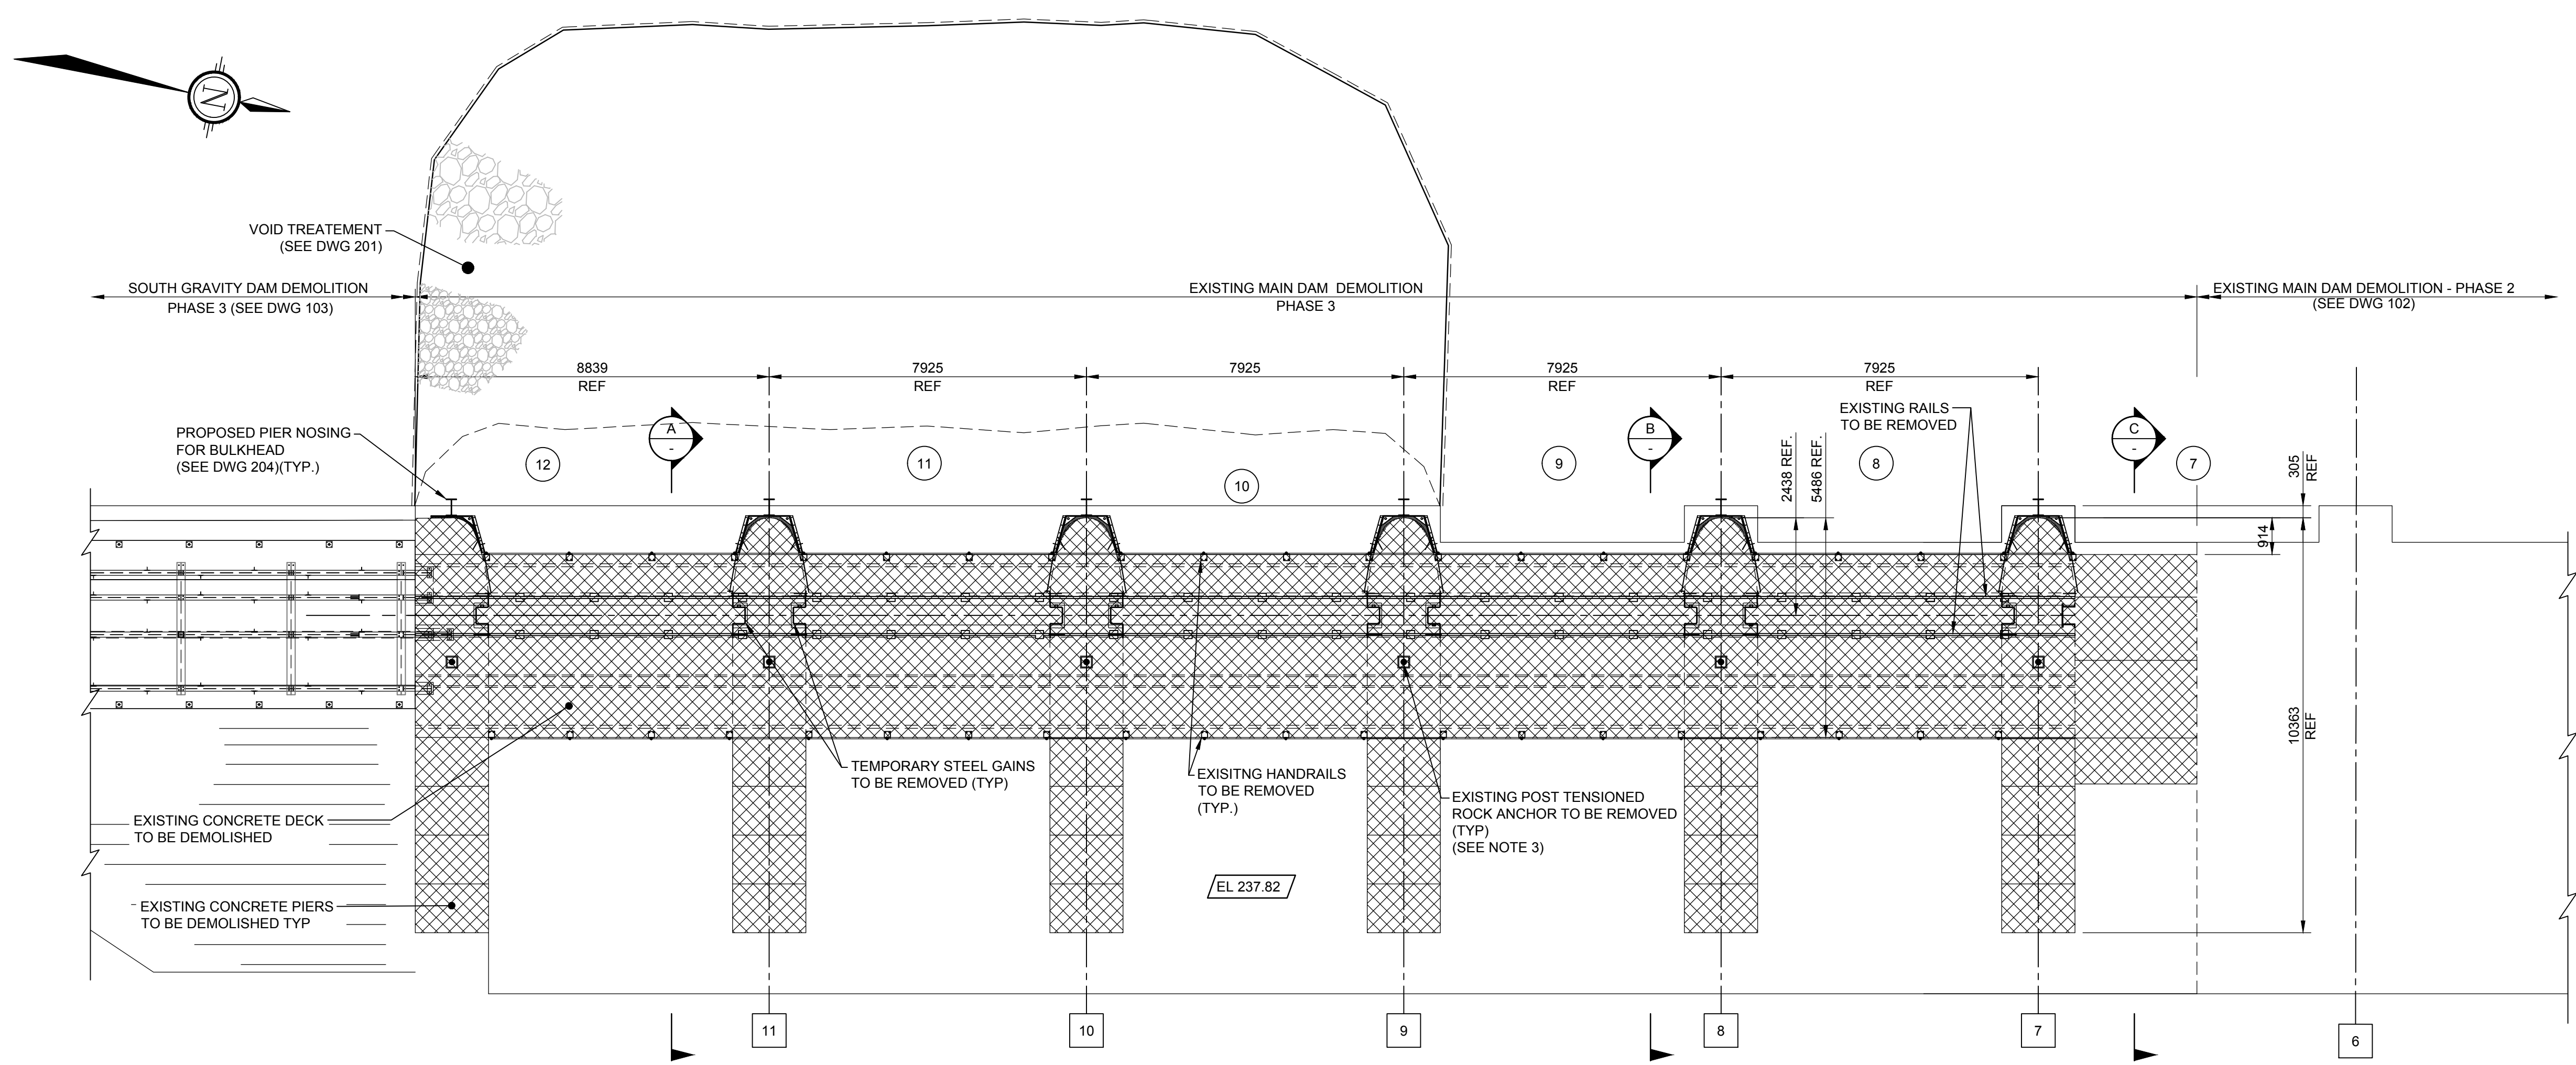 N
VOID TREATEMENT
(SEE DWG 201)
SOUTH GRAVITY DAM DEMOLITION
PHASE 3 (SEE DWG 103)
EXISTING MAIN DAM DEMOLITION
PHASE 3
EXISTING MAIN DAM DEMOLITION - PHASE 2
(SEE DWG 102)
8839
REF
7925
REF
7925
7925
REF
7925
REF
PROPOSED PIER NOSING
FOR BULKHEAD
(SEE DWG 204)(TYP.)
EXISTING RAILS
TO BE REMOVED
12
A
-
11
10
9
B
-
8
C
-
7
2438 REF.
5486 REF.
305
REF
914
10363
REF
TEMPORARY STEEL GAINS
TO BE REMOVED (TYP)
EXISITNG HANDRAILS
TO BE REMOVED
(TYP.)
EXISTING POST TENSIONED
ROCK ANCHOR TO BE REMOVED
(TYP)
(SEE NOTE 3)
EXISTING CONCRETE DECK
TO BE DEMOLISHED
EL 237.82
EXISTING CONCRETE PIERS
TO BE DEMOLISHED TYP
11
10
9
8
7
6